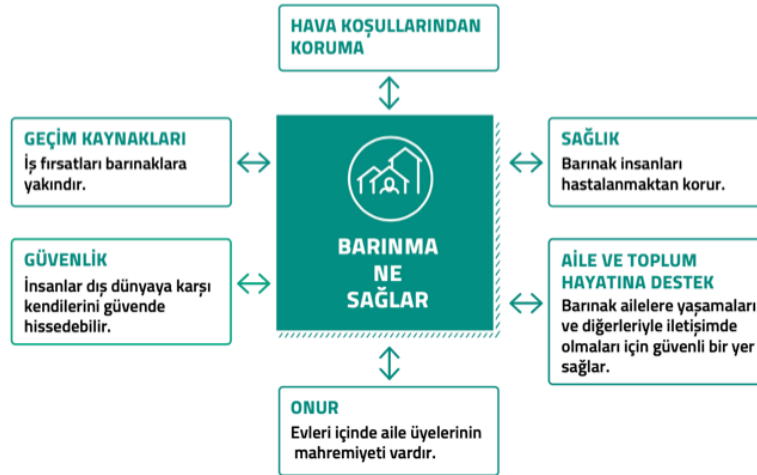 HAVA KOŞULLARINDAN
KORUMA
GEÇİM KAYNAKLARI
İş fırsatları barınaklara
yakındır.
SAĞLIK
Barınak insanları
hastalanmaktan korur.
BARINMA
NE
SAĞLAR
GÜVENLİK
İnsanlar dış dünyaya karşı
kendilerini güvende
hissedebilir.
AİLE VE TOPLUM
HAYATINA DESTEK
Barınak ailelere yaşamaları
ve diğerleriyle iletişimde
olmaları için güvenli bir yer
sağlar.
ONUR
Evleri içinde aile üyelerinin
mahremiyeti vardır.